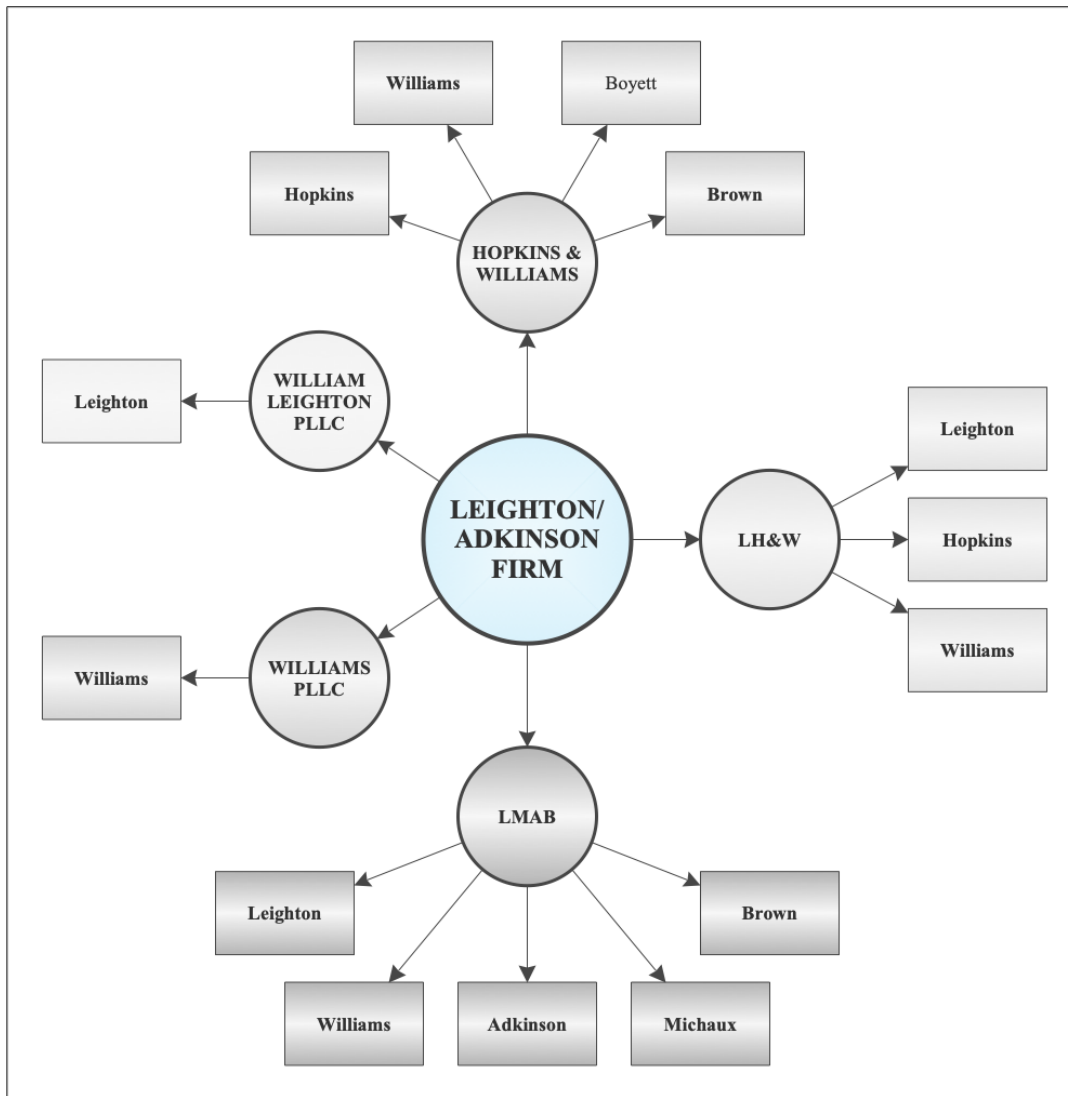 Williams
Boyett
Hopkins
Brown
HOPKINS &
WILLIAMS
WILLIAM
LEIGHTON
PLLC
Leighton
Leighton
LEIGHTON/
ADKINSON
FIRM
LH&W
Hopkins
Williams
WILLIAMS
PLLC
Williams
LMAB
Leighton
Brown
Williams
Adkinson
Michaux